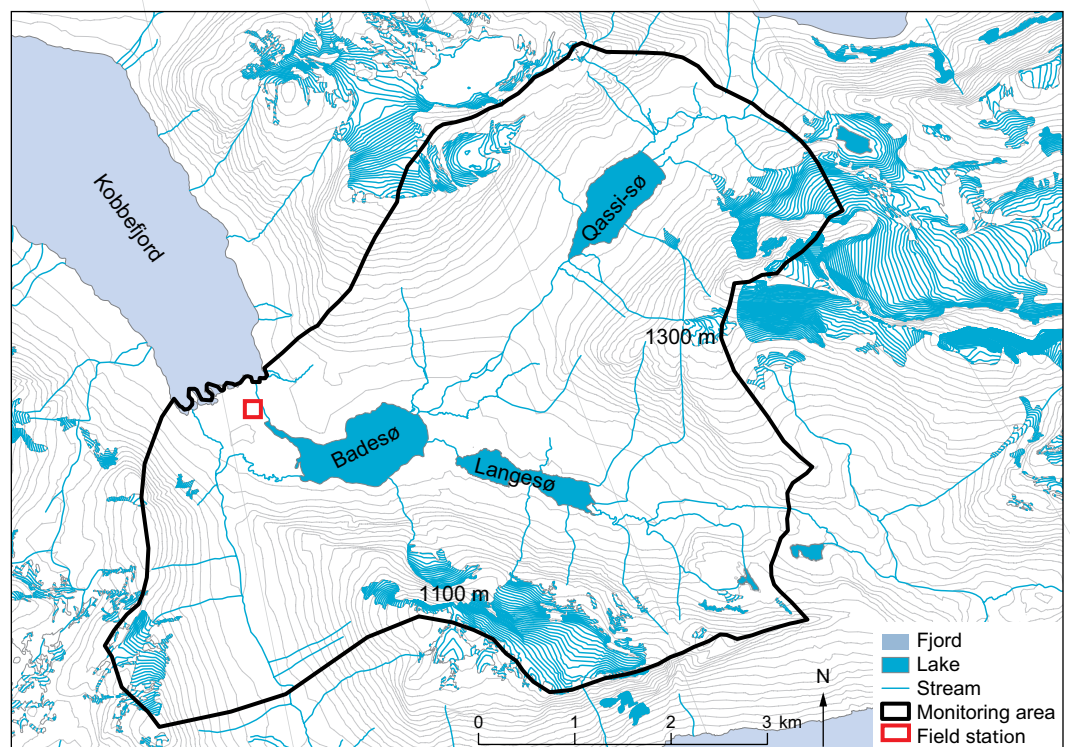 Kobbefjord
Qassi-sø
1300 m
Badesø
Langesø
1100 m
Fjord
Lake
Stream
Monitoring area
Field station
N
0 1 2 3 km